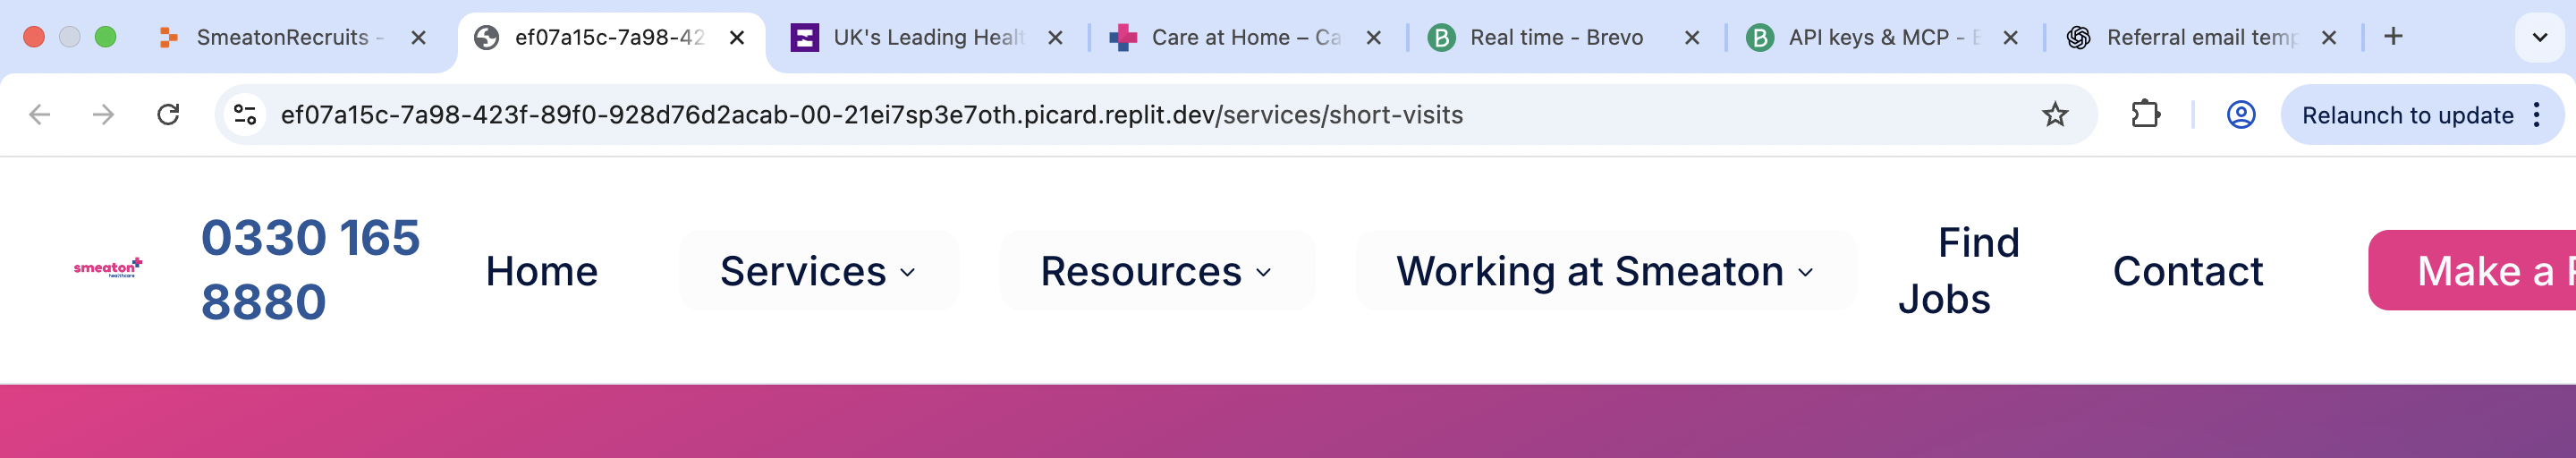 SmeatonRecruits -
ef07a15c-7a98-42
UK's Leading Healt
Care at Home – Ca
Real time - Brevo
API keys & MCP - E
Referral email temp
ef07a15c-7a98-423f-89f0-928d76d2acab-00-21ei7sp3e7oth.picard.replit.dev/services/short-visits
Relaunch to update
smeaton
healthcare
0330 165
8880
Home
Services
Resources
Working at Smeaton
Find
Jobs
Contact
Make a